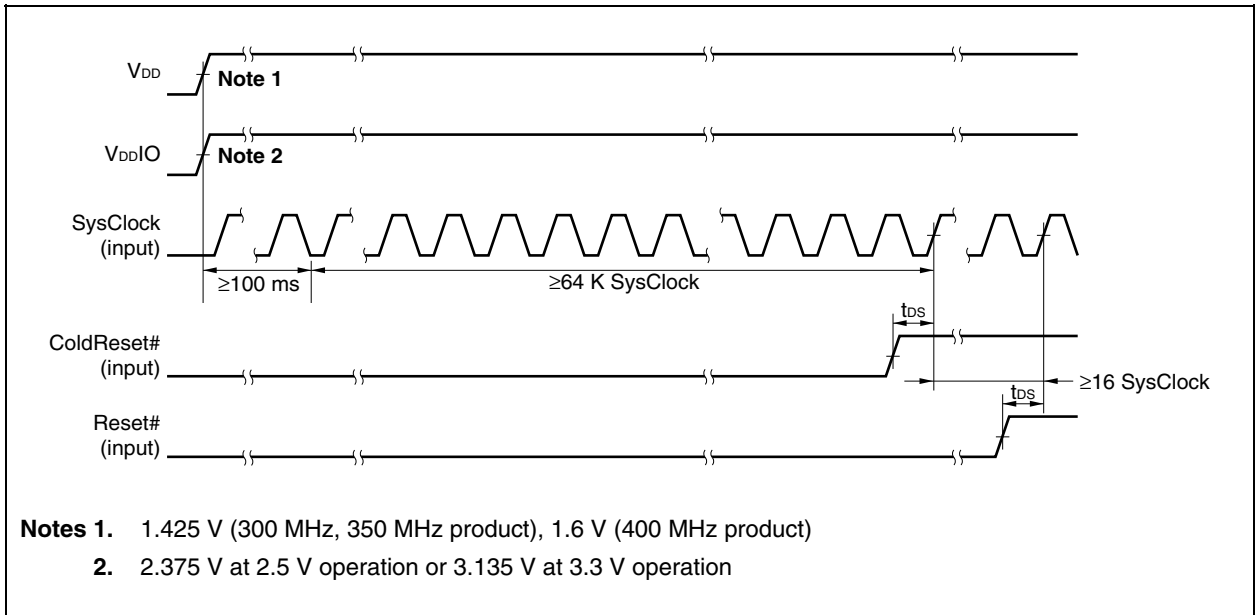 VDD
Note 1
VDDIO
Note 2
SysClock
(input)
≥100 ms
≥64 K SysClock
tDS
ColdReset#
(input)
≥16 SysClock
tDS
Reset#
(input)
Notes 1. 1.425 V (300 MHz, 350 MHz product), 1.6 V (400 MHz product)
2. 2.375 V at 2.5 V operation or 3.135 V at 3.3 V operation